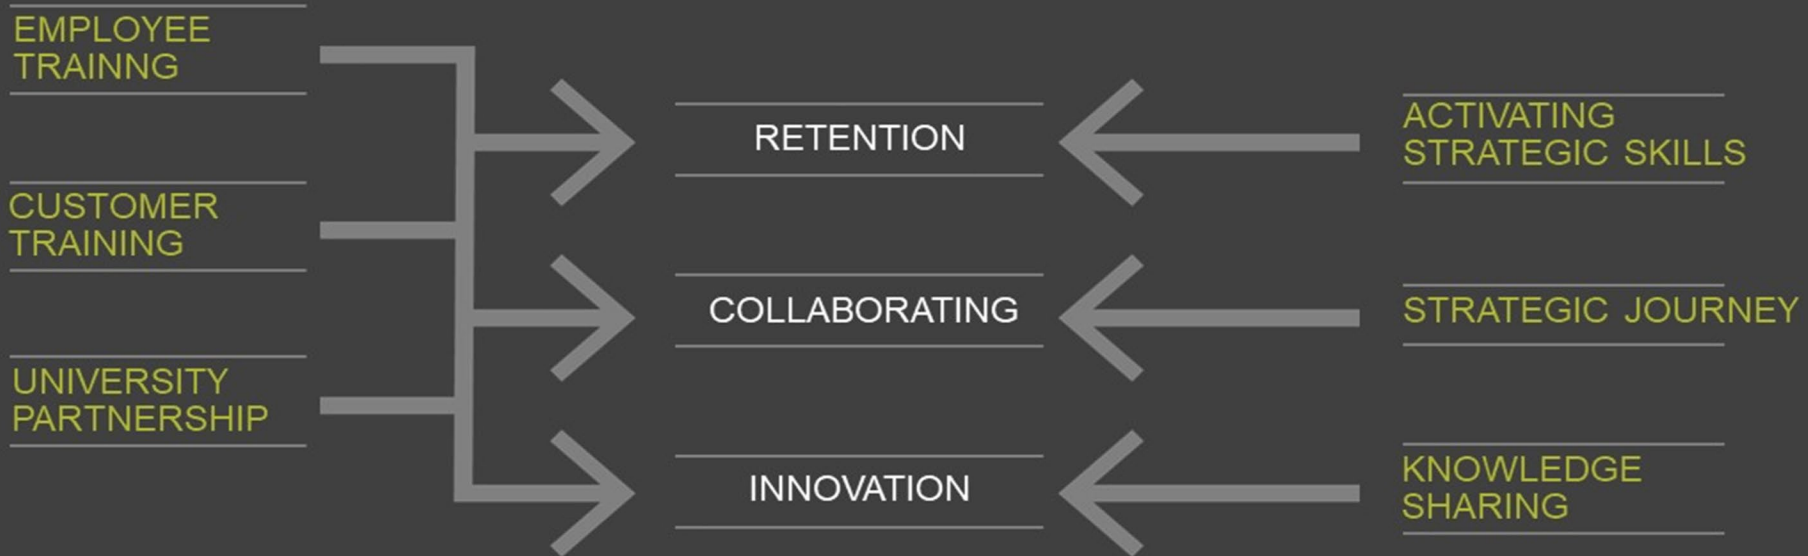 EMPLOYEE
TRAINNG
CUSTOMER
TRAINING
UNIVERSITY
PARTNERSHIP
RETENTION
COLLABORATING
INNOVATION
ACTIVATING
STRATEGIC SKILLS
STRATEGIC JOURNEY
KNOWLEDGE
SHARING